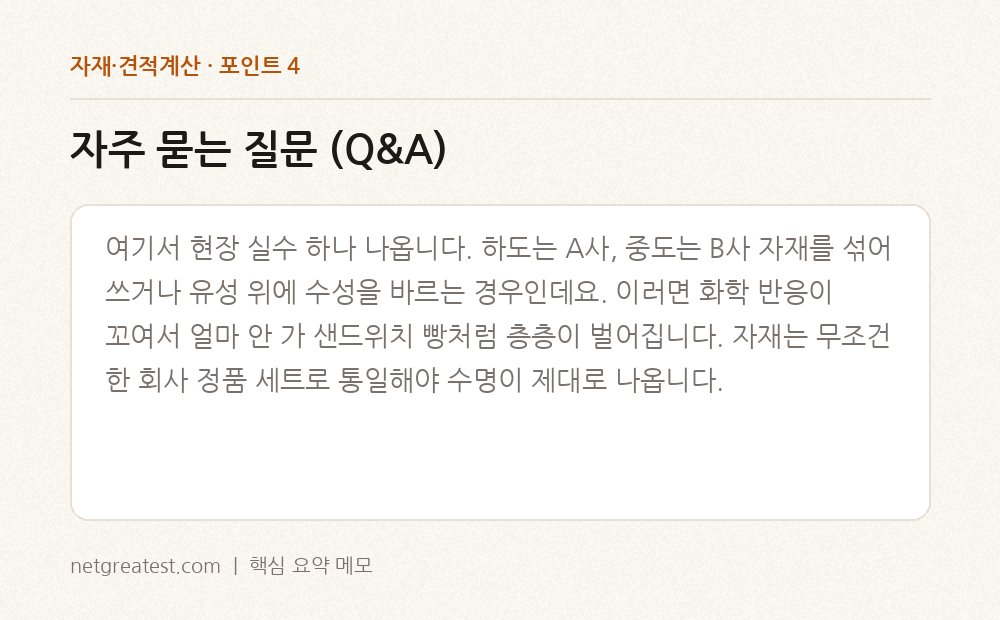 자재·견적계산 · 포인트 4
자주 묻는 질문 (Q&A)
여기서 현장 실수 하나 나옵니다. 하도는 A사, 중도는 B사 자재를 섞어
쓰거나 유성 위에 수성을 바르는 경우인데요. 이러면 화학 반응이
꼬여서 얼마 안 가 샌드위치 빵처럼 층층이 벌어집니다. 자재는 무조건
한 회사 정품 세트로 통일해야 수명이 제대로 나옵니다.
netgreatest.com | 핵심 요약 메모